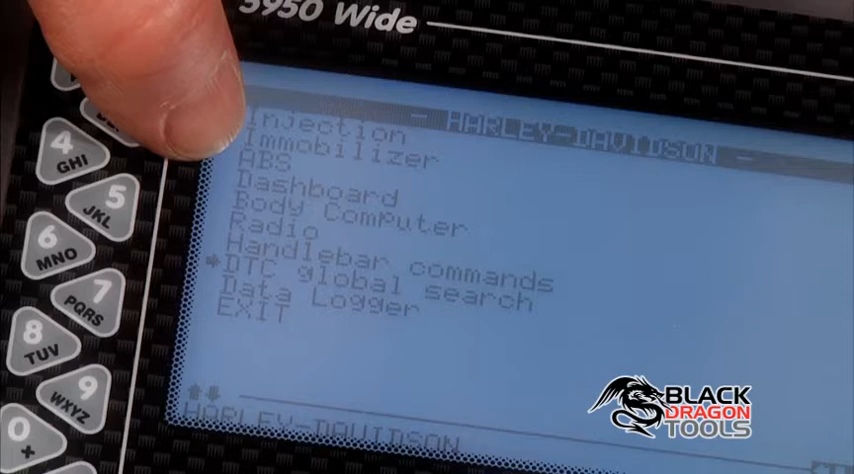 5950 Wide
- HARLEY-DAVIDSON -
Injection
Immobilizer
ABS
Dashboard
Body Computer
Radio
Handlebar commands
DTC global search
Data Logger
EXIT
HARLEY-DAVIDSON
4
GHI
5
JKL
6
MNO
7
PQRS
8
TUV
9
WXYZ
0
+
BLACK
DRAGON
TOOLS